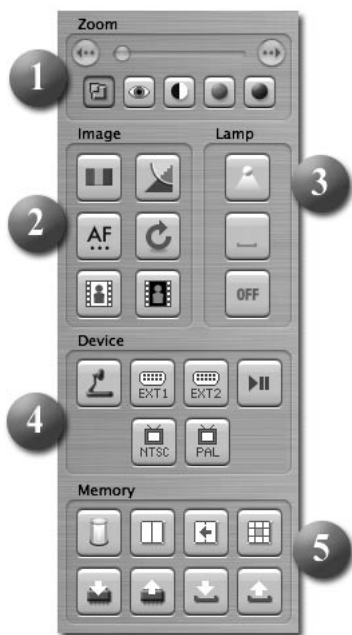 Zoom
1
Image
Lamp
3
2
AF
OFF
Device
EXT1
EXT2
4
NTSC
PAL
Memory
5